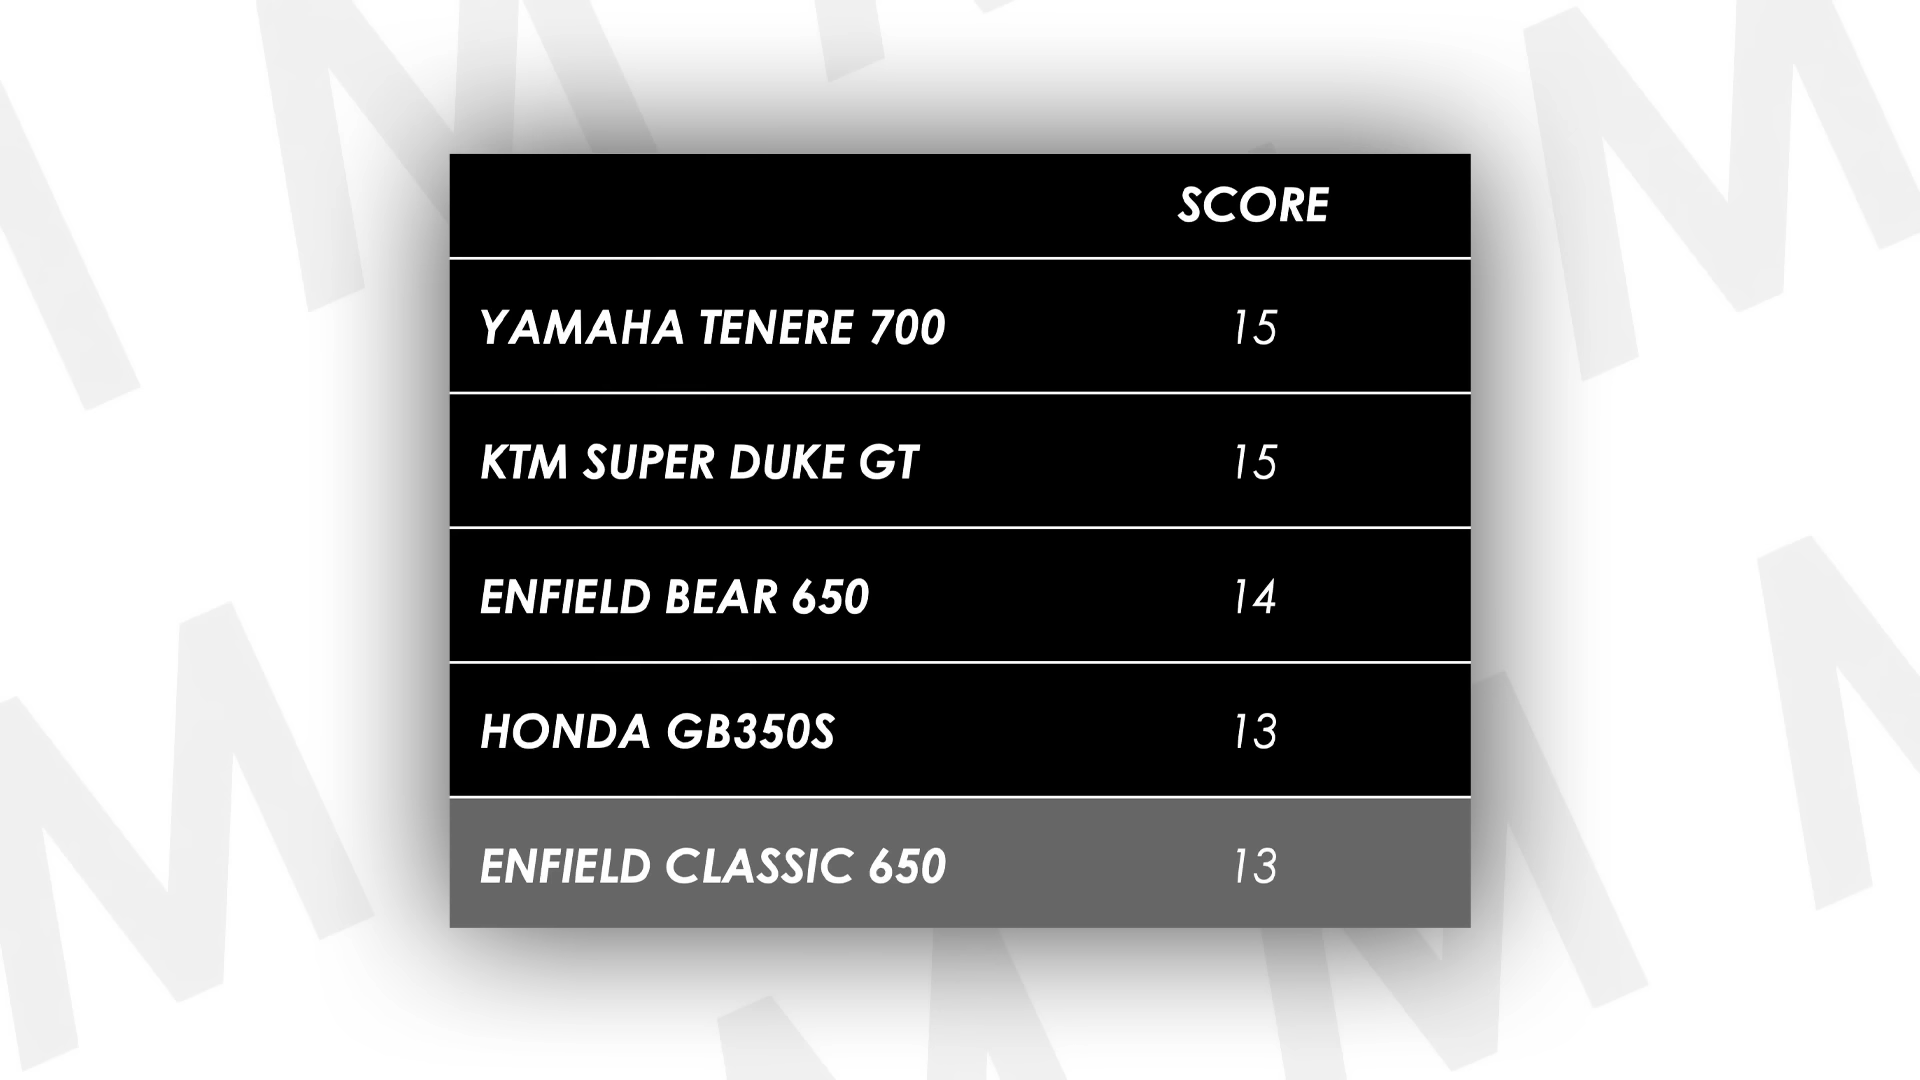 SCORE
YAMAHA TENERE 700 15
KTM SUPER DUKE GT 15
ENFIELD BEAR 650 14
HONDA GB350S 13
ENFIELD CLASSIC 650 13